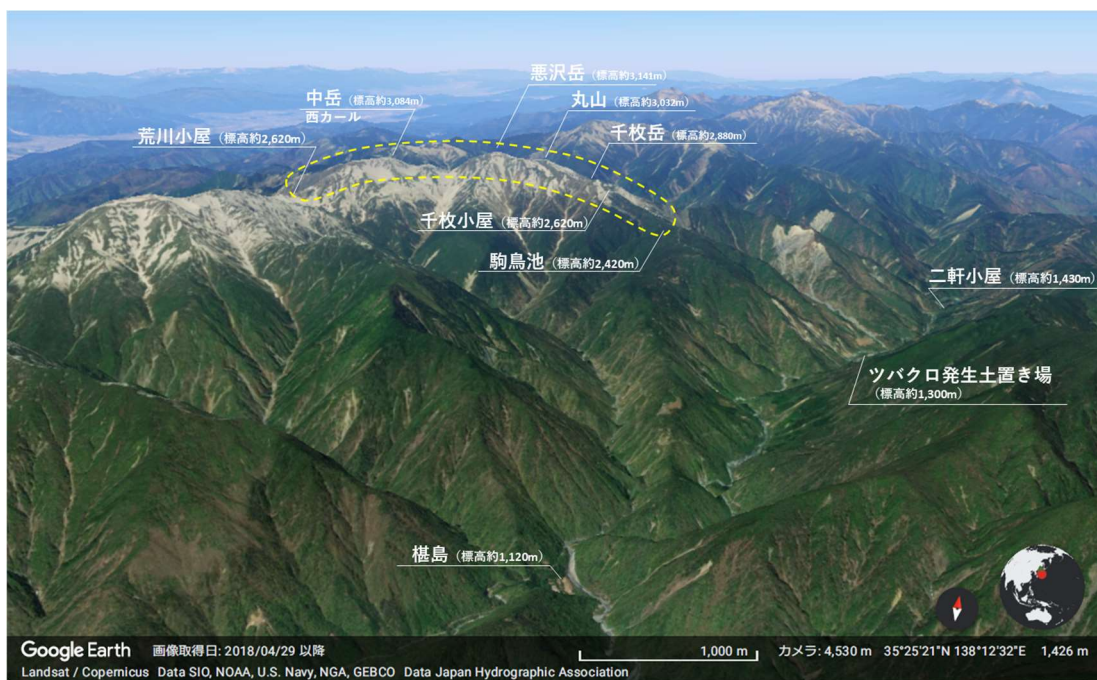 悪沢岳（標高約3,141m）
中岳（標高約3,084m）
西カール
丸山（標高約3,032m）
荒川小屋（標高約2,620m）
千枚岳（標高約2,880m）
千枚小屋（標高約2,620m）
駒鳥池（標高約2,420m）
二軒小屋（標高約1,430m）
ツバクロ発生土置き場
（標高約1,300m）
椹島（標高約1,120m）
Google Earth 画像取得日: 2018/04/29 以降 1,000 m カメラ: 4,530 m 35°25'21"N 138°12'32"E 1,426 m
Landsat / Copernicus Data SIO, NOAA, U.S. Navy, NGA, GEBCO Data Japan Hydrographic Association